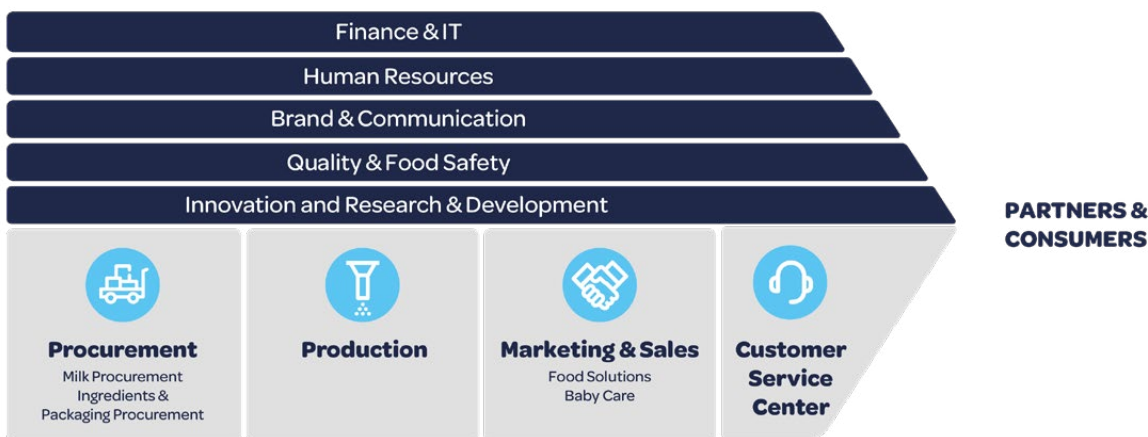 Finance & IT
Human Resources
Brand & Communication
Quality & Food Safety
Innovation and Research & Development
PARTNERS &
CONSUMERS
Procurement
Milk Procurement
Ingredients &
Packaging Procurement
Production
Marketing & Sales
Food Solutions
Baby Care
Customer
Service
Center